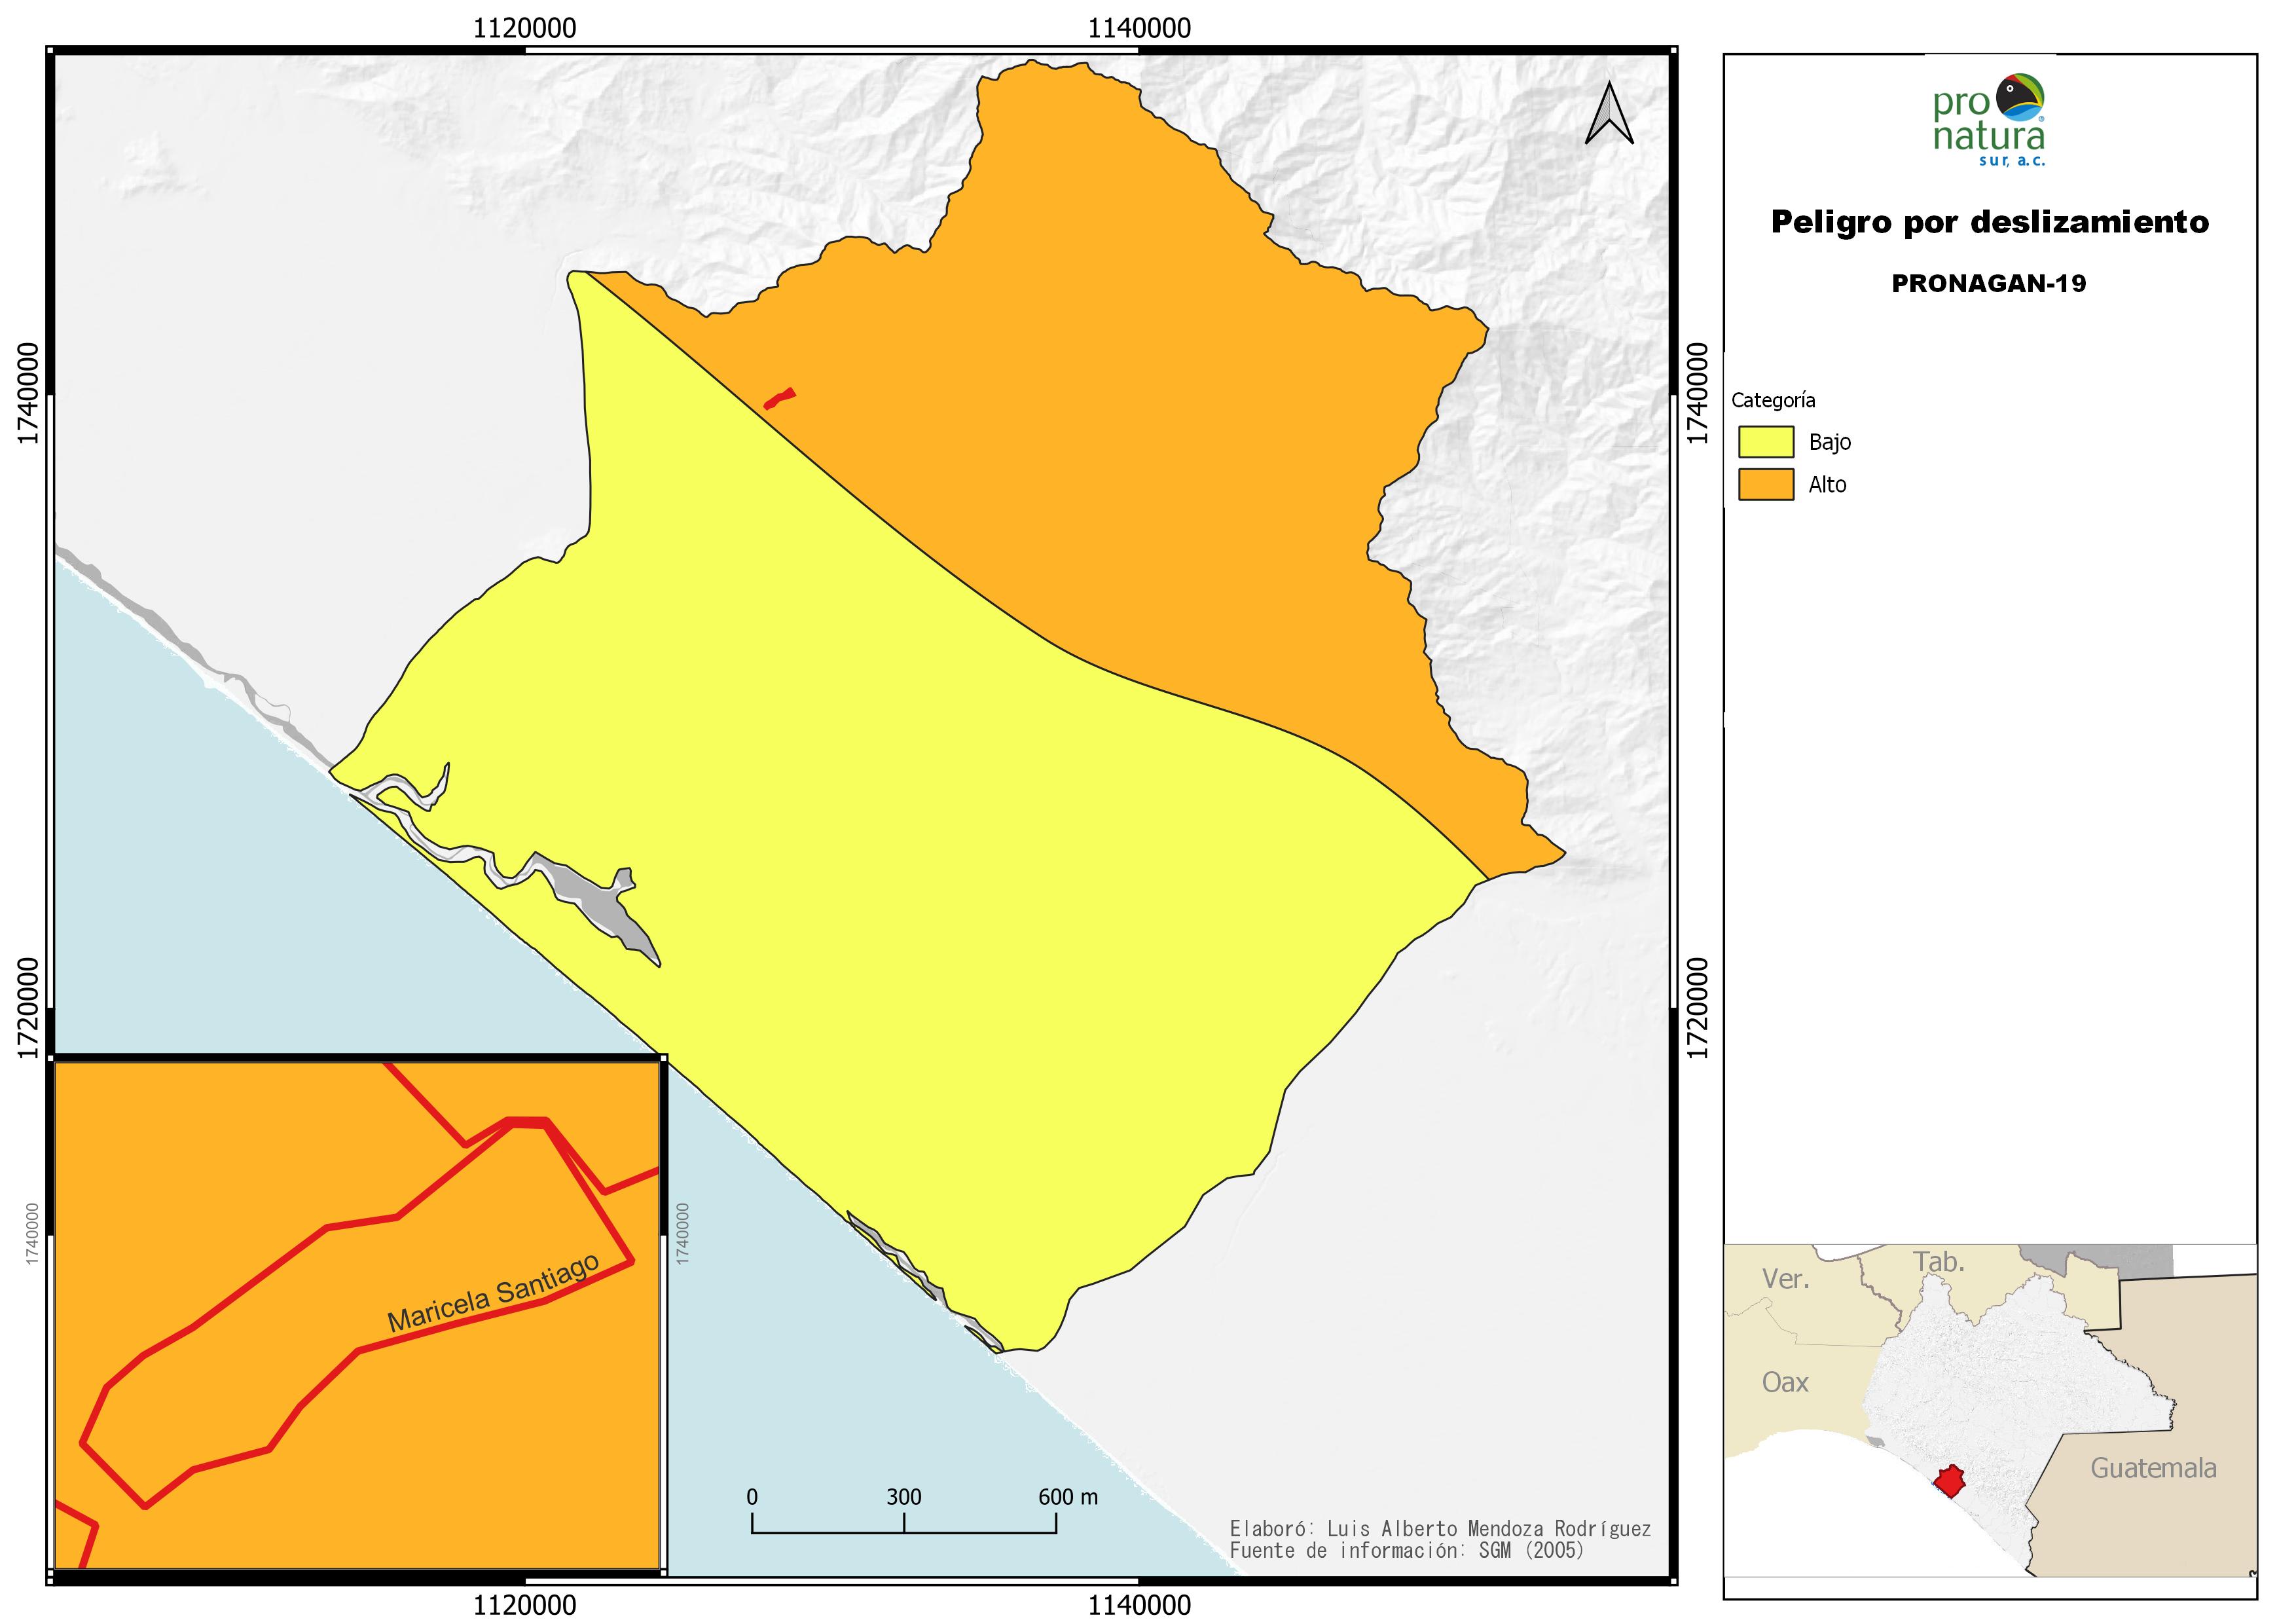 1120000
1140000
1740000
1740000
1720000
1720000
pro
natura
sur, a.c.
Peligro por deslizamiento
PRONAGAN-19
Categoría
Bajo
Alto
1740000
1740000
Maricela Santiago
0 300 600 m
Elaboró: Luis Alberto Mendoza Rodríguez
Fuente de información: SGM (2005)
Ver.
Tab.
Oax
Guatemala
1120000
1140000